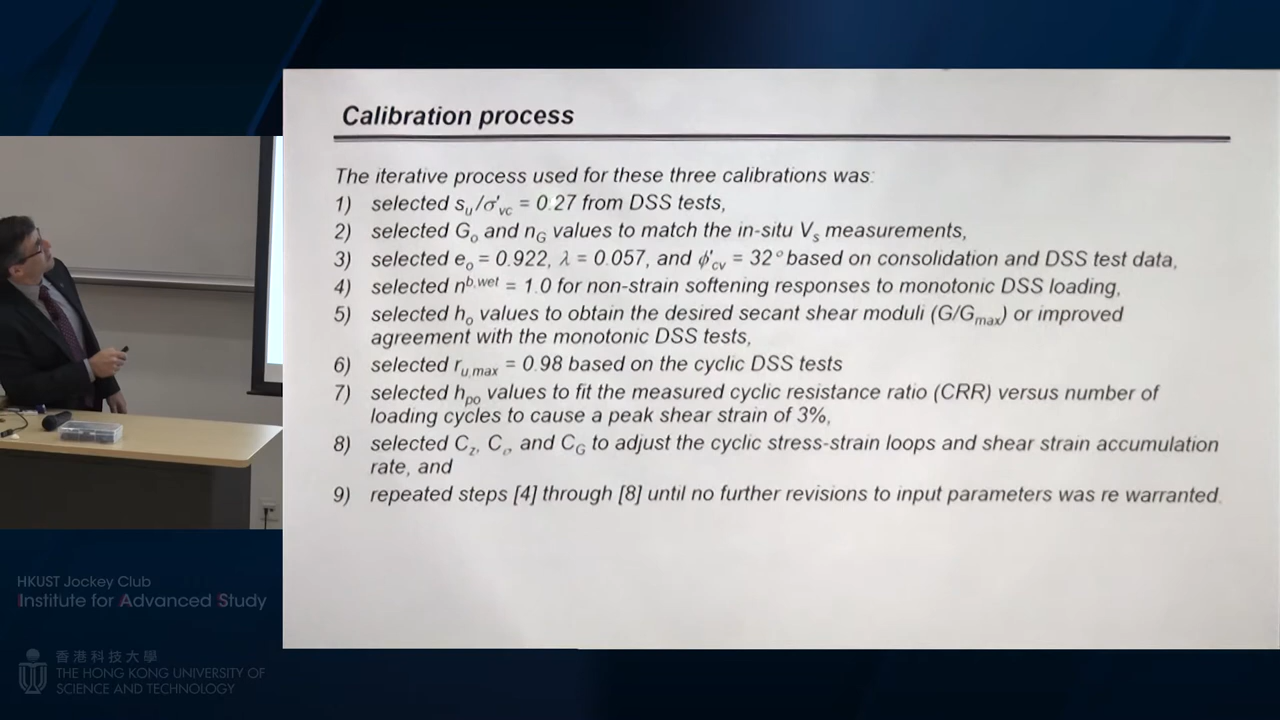 Calibration process
The iterative process used for these three calibrations was:
1) selected su/σ'vc = 0.27 from DSS tests,
2) selected Go and nG values to match the in-situ Vs measurements,
3) selected eo = 0.922, λ = 0.057, and ϕ'cv = 32° based on consolidation and DSS test data,
4) selected nb,wet = 1.0 for non-strain softening responses to monotonic DSS loading,
5) selected ho values to obtain the desired secant shear moduli (G/Gmax) or improved
agreement with the monotonic DSS tests,
6) selected ru,max = 0.98 based on the cyclic DSS tests
7) selected hpo values to fit the measured cyclic resistance ratio (CRR) versus number of
loading cycles to cause a peak shear strain of 3%,
8) selected Cz, Cσ, and CG to adjust the cyclic stress-strain loops and shear strain accumulation
rate, and
9) repeated steps [4] through [8] until no further revisions to input parameters was re warranted.
HKUST Jockey Club
Institute for Advanced Study
香港科技大學
THE HONG KONG UNIVERSITY OF
SCIENCE AND TECHNOLOGY